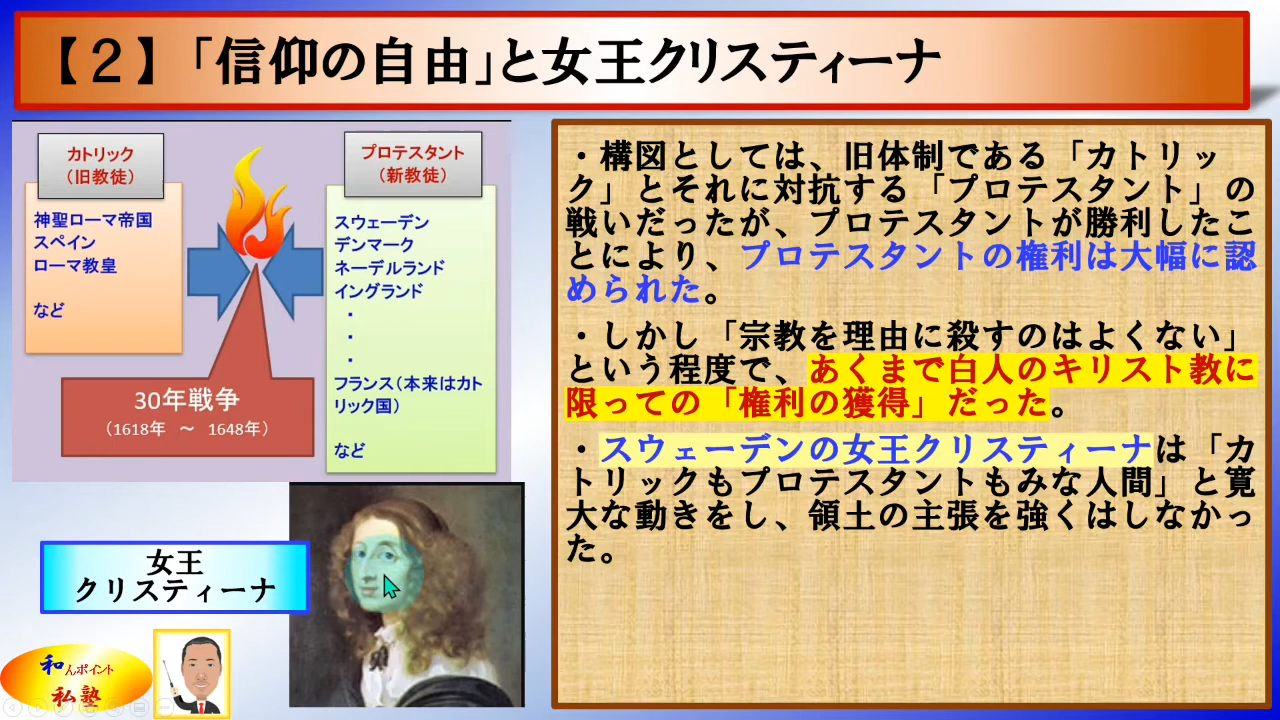 【２】「信仰の自由」と女王クリスティーナ
カトリック
（旧教徒）
神聖ローマ帝国
スペイン
ローマ教皇
など
プロテスタント
（新教徒）
スウェーデン
デンマーク
ネーデルランド
イングランド
・
・
・
フランス（本来はカト
リック国）
など
30年戦争
（1618年　～　1648年）
女王
クリスティーナ
和んポイント
私塾
・構図としては、旧体制である「カトリッ
ク」とそれに対抗する「プロテスタント」の
戦いだったが、プロテスタントが勝利したこ
とにより、プロテスタントの権利は大幅に認
められた。
・しかし「宗教を理由に殺すのはよくない」
という程度で、あくまで白人のキリスト教に
限っての「権利の獲得」だった。
・スウェーデンの女王クリスティーナは「カ
トリックもプロテスタントもみな人間」と寛
大な動きをし、領土の主張を強くはしなかっ
た。